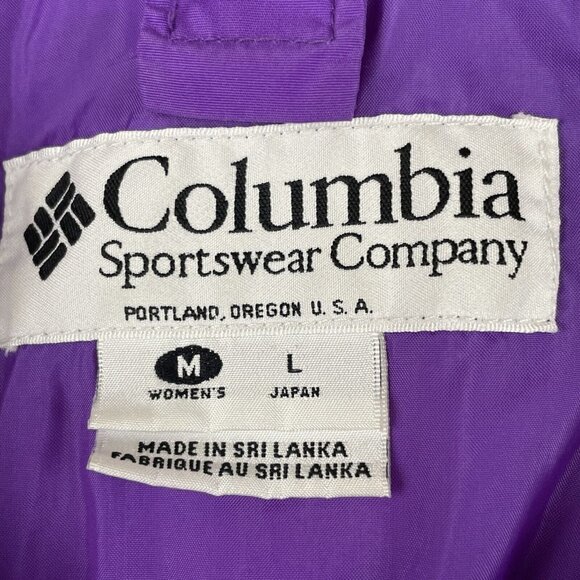 Columbia
Sportswear Company
PORTLAND, OREGON U. S. A.
M L
WOMEN'S JAPAN
MADE IN SRI LANKA
FABRIQUE AU SRI LANKA